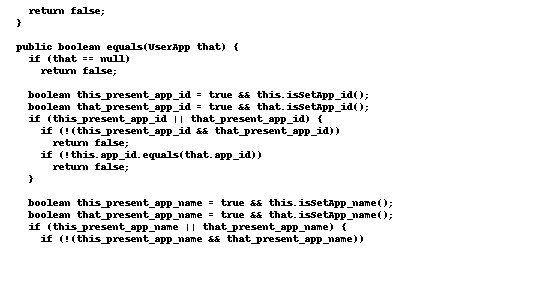 return false;
}
public boolean equals(UserApp that) {
if (that == null)
return false;
boolean this_present_app_id = true && this.isSetApp_id();
boolean that_present_app_id = true && that.isSetApp_id();
if (this_present_app_id || that_present_app_id) {
if (!(this_present_app_id && that_present_app_id))
return false;
if (!this.app_id.equals(that.app_id))
return false;
}
boolean this_present_app_name = true && this.isSetApp_name();
boolean that_present_app_name = true && that.isSetApp_name();
if (this_present_app_name || that_present_app_name) {
if (!(this_present_app_name && that_present_app_name))